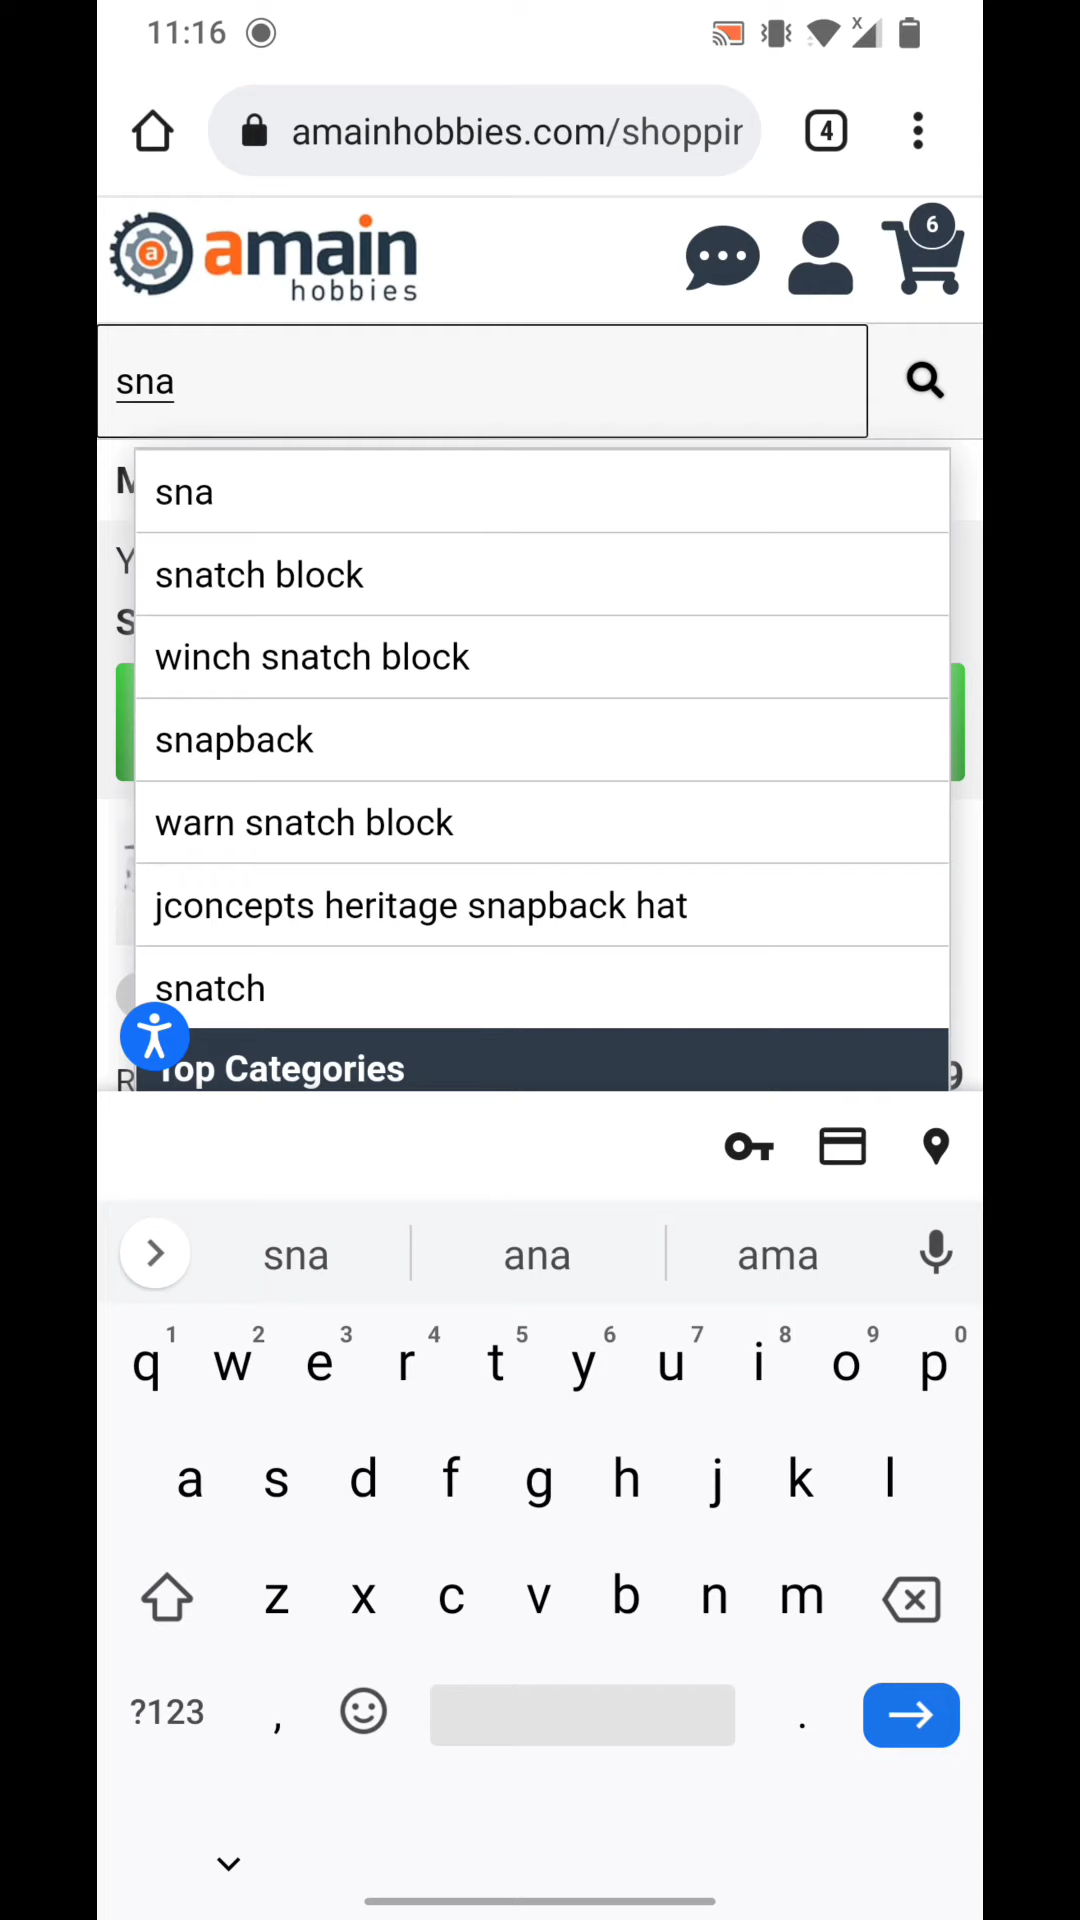 11:16
amainhobbies.com/shoppin
4
amain
hobbies
6
sna
M
sna
Y
snatch block
S
winch snatch block
snapback
warn snatch block
jconcepts heritage snapback hat
snatch
Top Categories
R
9
sna ana ama
1 2 3 4 5 6 7 8 9 0
q w e r t y u i o p
a s d f g h j k l
z x c v b n m
?123 , .